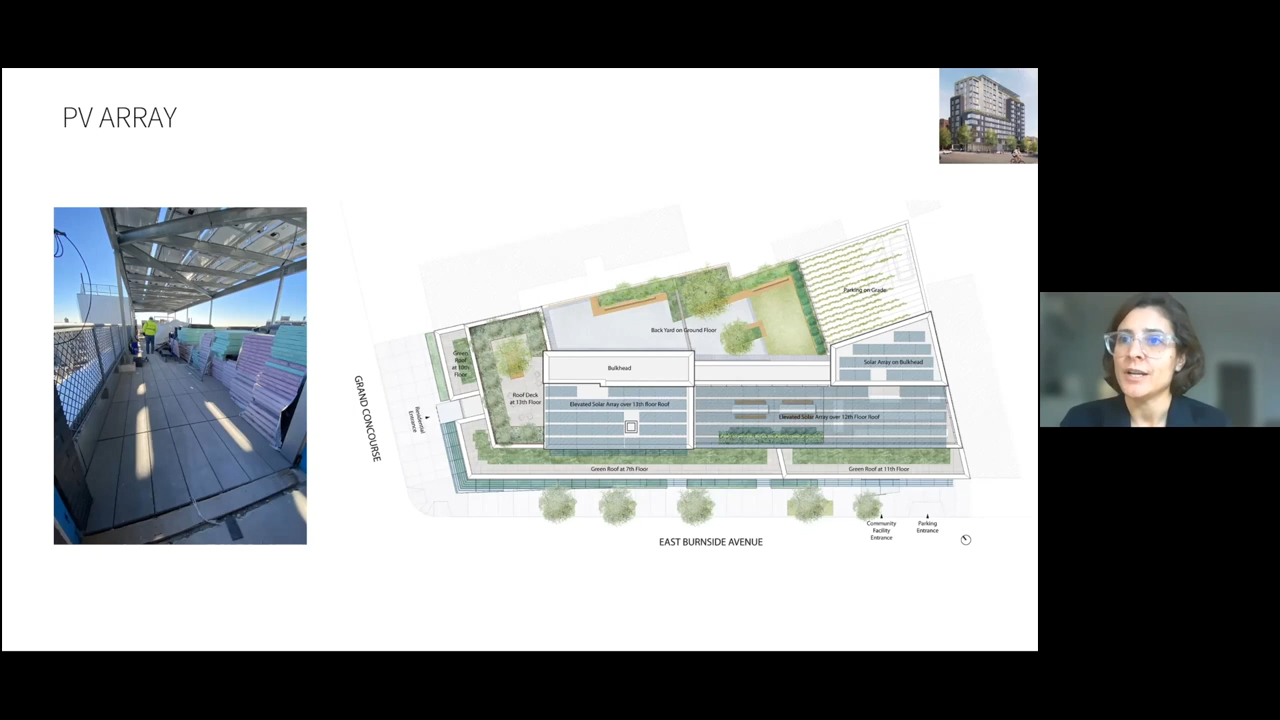 PV ARRAY
Parking on Grade
Back Yard on Ground Floor
Green
Roof
at 10th
Floor
Bulkhead
Solar Array on Bulkhead
Roof Deck
at 13th Floor
Elevated Solar Array over 13th floor Roof
Elevated Solar Array over 12th Floor Roof
GRAND CONCOURSE
Residential
Entrance
Green Roof at 7th Floor
Green Roof at 11th Floor
Community
Facility
Entrance
Parking
Entrance
EAST BURNSIDE AVENUE